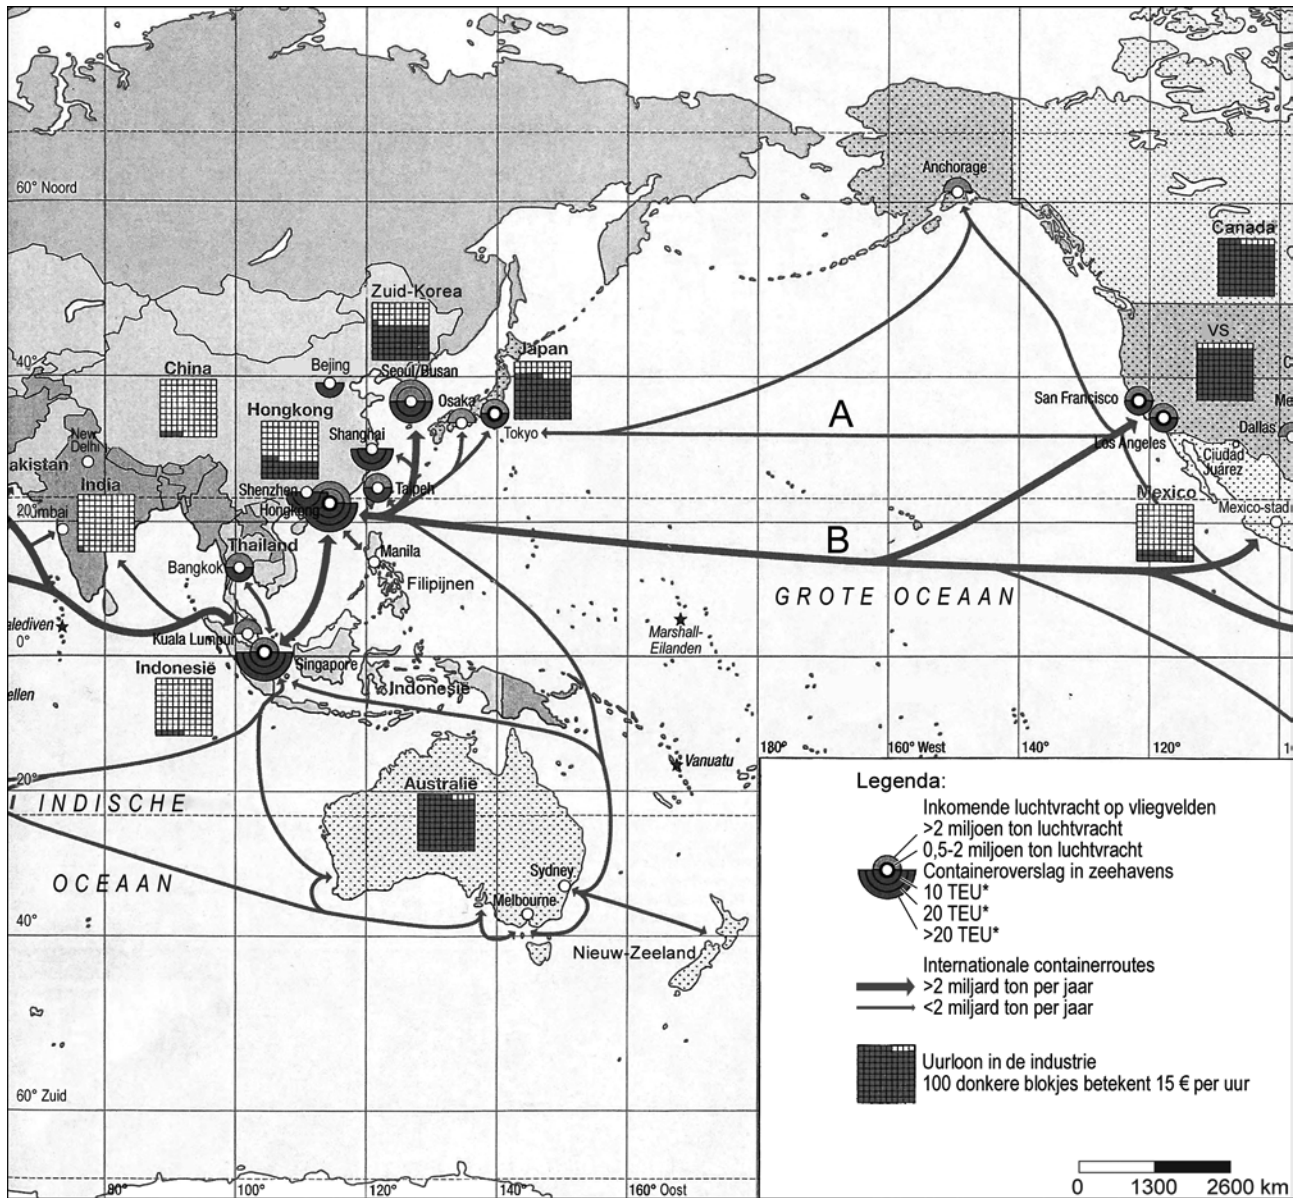 60° Noord
Anchorage
Canada
Zuid-Korea
VS
40°
China
Bejing
Japan
Seoul/Busan
Hongkong
Osaka
San Francisco
A
New
Delhi
Shanghai
Tokyo
Los Angeles
Dallas
akistan
Ciudad
Juárez
India
Shenzhen
Taipeh
Mexico
20°
mbai
Hongkong
Mexico-stad
Thailand
Manila
B
Bangkok
Filipijnen
GROTE OCEAAN
alediven
Marshall-
Eilanden
0°
Kuala Lumpur
Singapore
Indonesië
Indonesië
ellen
180°
160° West
140°
120°
Vanuatu
20°
Australië
INDISCHE
OCEAAN
Sydney
Melbourne
40°
Nieuw-Zeeland
60° Zuid
80°
100°
120°
140°
160° Oost
Legenda:
Inkomende luchtvracht op vliegvelden
>2 miljoen ton luchtvracht
0,5-2 miljoen ton luchtvracht
Containeroverslag in zeehavens
10 TEU*
20 TEU*
>20 TEU*
Internationale containerroutes
>2 miljard ton per jaar
<2 miljard ton per jaar
Uurloon in de industrie
100 donkere blokjes betekent 15 € per uur
0 1300 2600 km